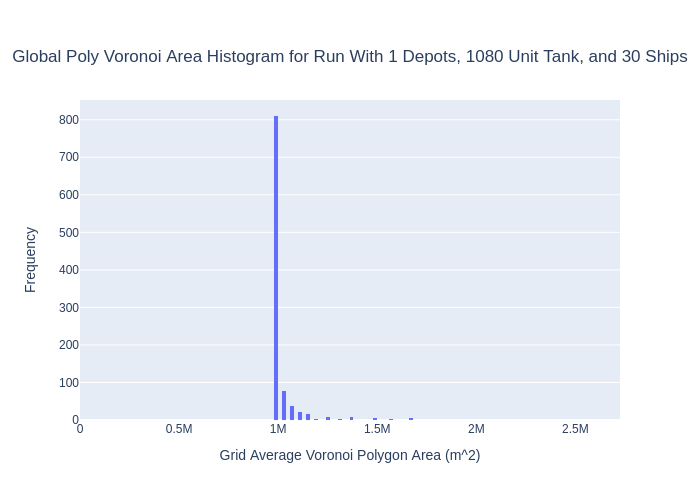 Global Poly Voronoi Area Histogram for Run With 1 Depots, 1080 Unit Tank, and 30 Ships
800
700
600
500
400
300
200
100
0
Frequency
0 0.5M 1M 1.5M 2M 2.5M
Grid Average Voronoi Polygon Area (m^2)